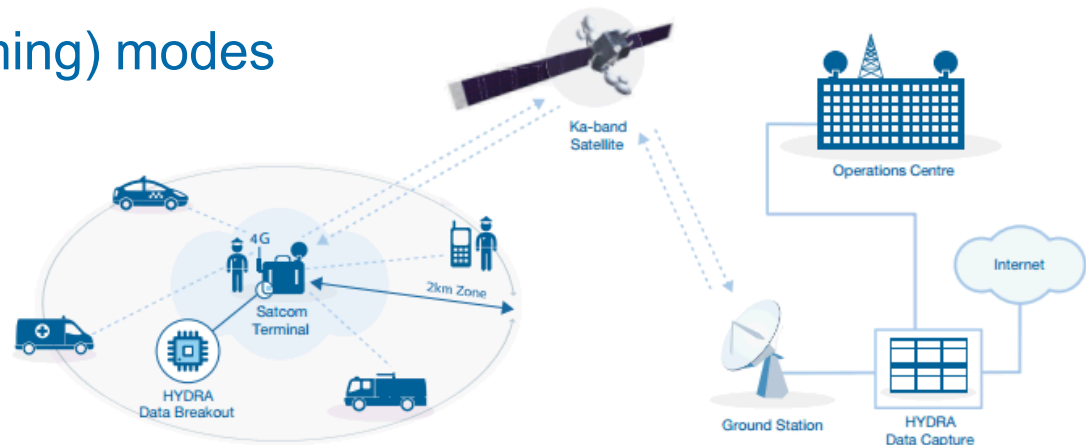 ning) modes
Ka-band
Satellite
Operations Centre
4G
2km Zone
Satcom
Terminal
Internet
HYDRA
Data Breakout
Ground Station
HYDRA
Data Capture